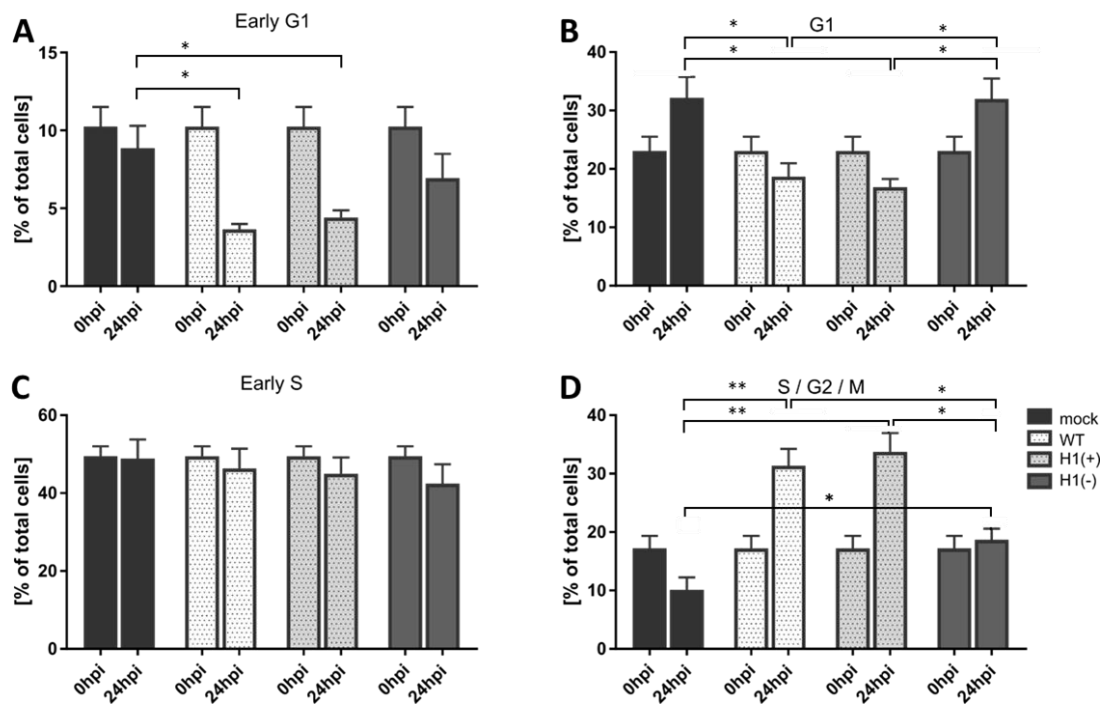 A
Early G1
[% of total cells]
15
10
5
0
*
*
0hpi 24hpi 0hpi 24hpi 0hpi 24hpi 0hpi 24hpi
B
G1
[% of total cells]
40
30
20
10
0
* *
* *
0hpi 24hpi 0hpi 24hpi 0hpi 24hpi 0hpi 24hpi
C
Early S
[% of total cells]
60
40
20
0
0hpi 24hpi 0hpi 24hpi 0hpi 24hpi 0hpi 24hpi
D
S / G2 / M
[% of total cells]
40
30
20
10
0
** *
** *
*
0hpi 24hpi 0hpi 24hpi 0hpi 24hpi 0hpi 24hpi
mock
WT
H1(+)
H1(-)